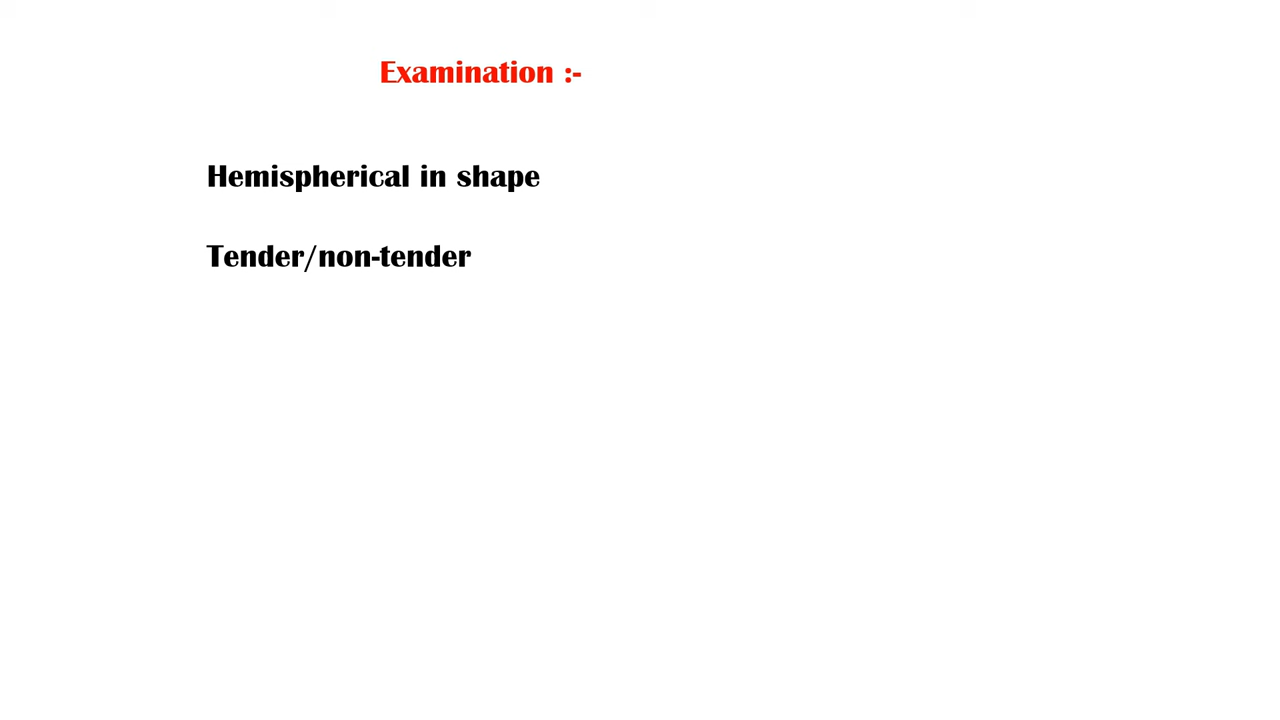 Examination :-
Hemispherical in shape
Tender/non-tender